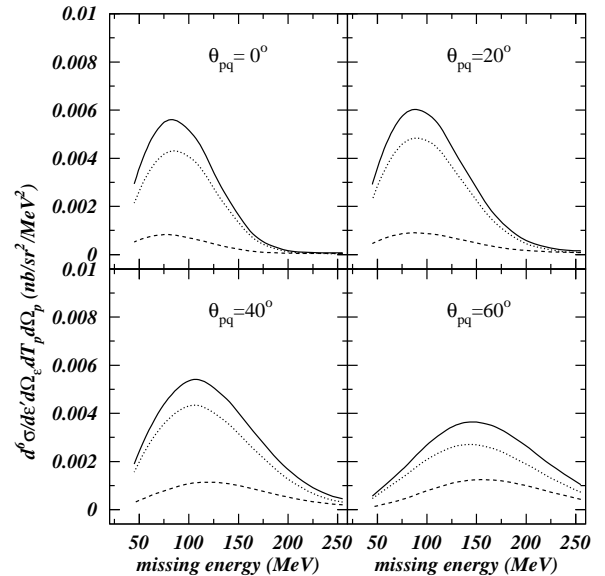 0.01
0.008
0.006
0.004
0.002
0
θpq= 0°
θpq= 20°
0.01
0.008
0.006
0.004
0.002
0
θpq=40°
θpq=60°
50 100 150 200 250
50 100 150 200 250
missing energy (MeV)
missing energy (MeV)
d⁶σ/dε′dΩεdTpdΩp (nb/sr²/MeV²)